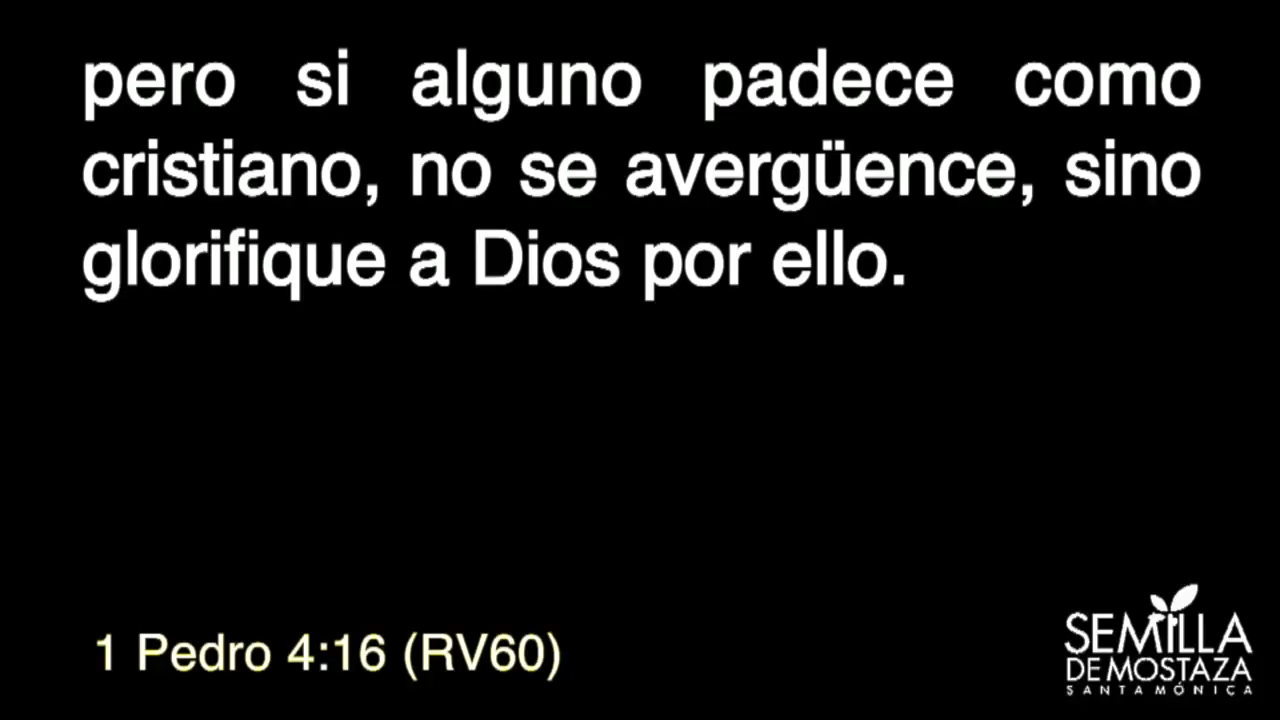 pero si alguno padece como
cristiano, no se avergüence, sino
glorifique a Dios por ello.
1 Pedro 4:16 (RV60)
SEMILLA
DE MOSTAZA
SANTA MÓNICA